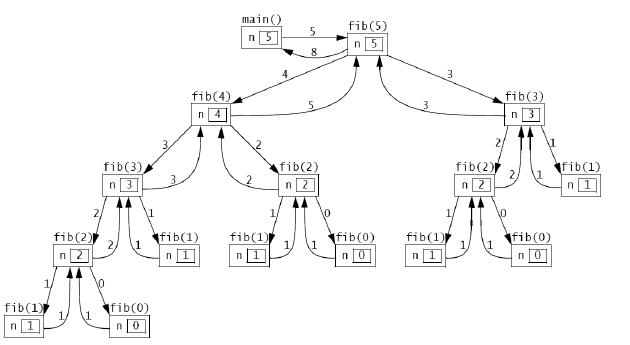 main()
fib(5)
5
n 5
n 5
8
4
3
fib(4)
fib(3)
n 4
5
3
n 3
3
2
2
1
fib(3)
fib(2)
fib(2)
fib(1)
n 3
3
2
n 2
n 2
2
1
n 1
2
1
1
0
1
0
fib(2)
fib(1)
fib(1)
fib(0)
fib(1)
fib(0)
n 2
2
1
n 1
n 1
1
1
n 0
n 1
1
1
n 0
1
0
fib(1)
fib(0)
n 1
1
1
n 0